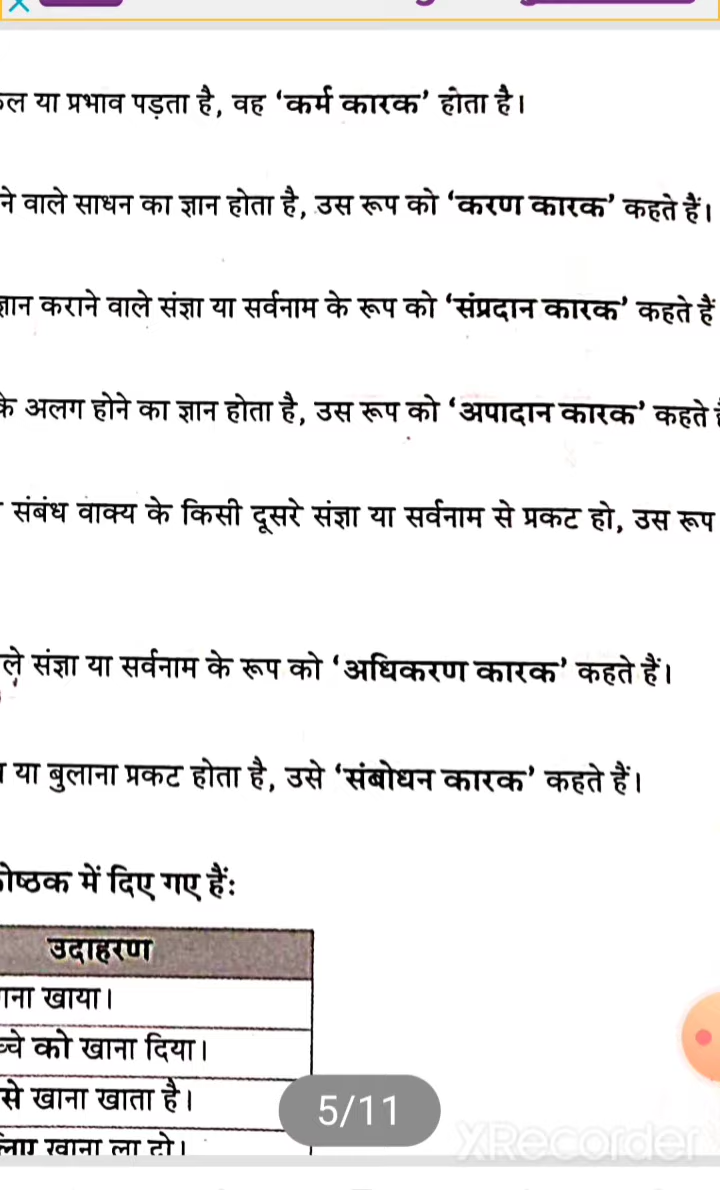 या प्रभाव पड़ता है, वह ‘कर्म कारक’ होता है।
ने वाले साधन का ज्ञान होता है, उस रूप को ‘करण कारक’ कहते हैं।
ज्ञान कराने वाले संज्ञा या सर्वनाम के रूप को ‘संप्रदान कारक’ कहते हैं
के अलग होने का ज्ञान होता है, उस रूप को ‘अपादान कारक’ कहते
संबंध वाक्य के किसी दूसरे संज्ञा या सर्वनाम से प्रकट हो, उस रूप
ले संज्ञा या सर्वनाम के रूप को ‘अधिकरण कारक’ कहते हैं।
या बुलाना प्रकट होता है, उसे ‘संबोधन कारक’ कहते हैं।
में दिए गए हैं:
उदाहरण
खाया।
को खाना दिया।
से खाना खाता है।
खाना ला दो।
5/11
XRecorder